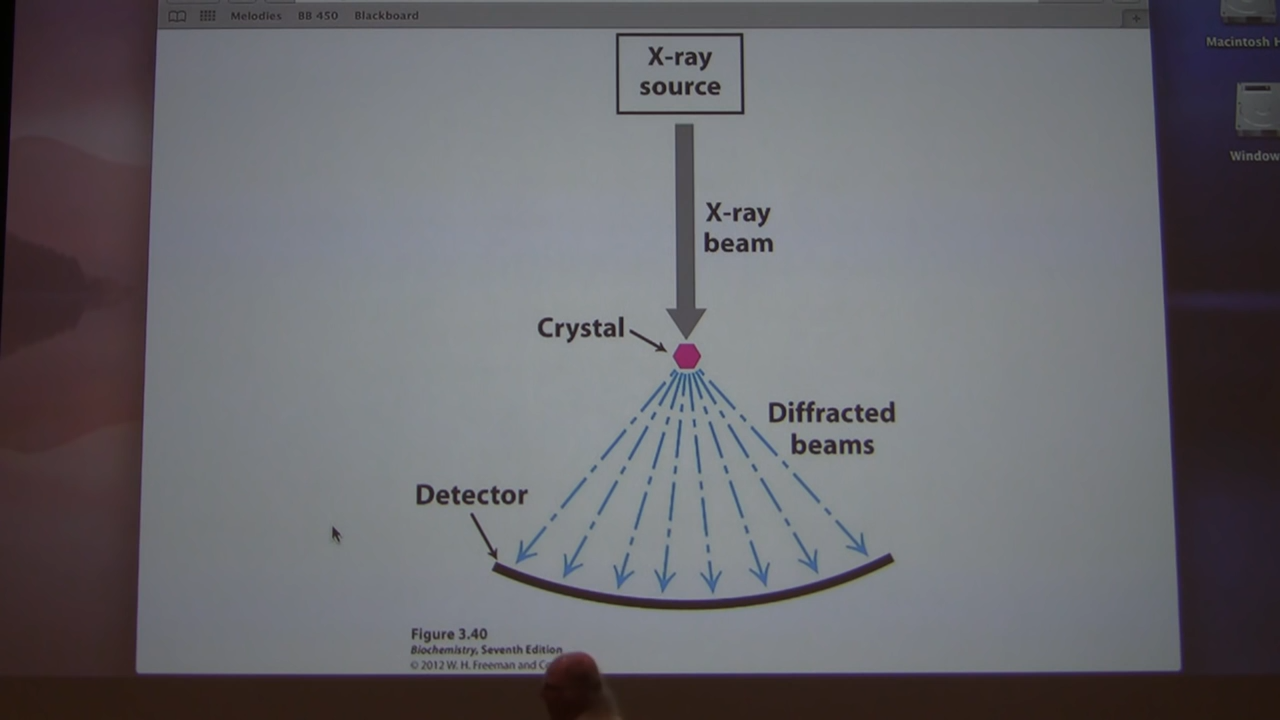 Melodies BB 450 Blackboard
Macintosh
X-ray
source
X-ray
beam
Window
Crystal
Diffracted
beams
Detector
Figure 3.40
Biochemistry, Seventh Edition
© 2012 W. H. Freeman and